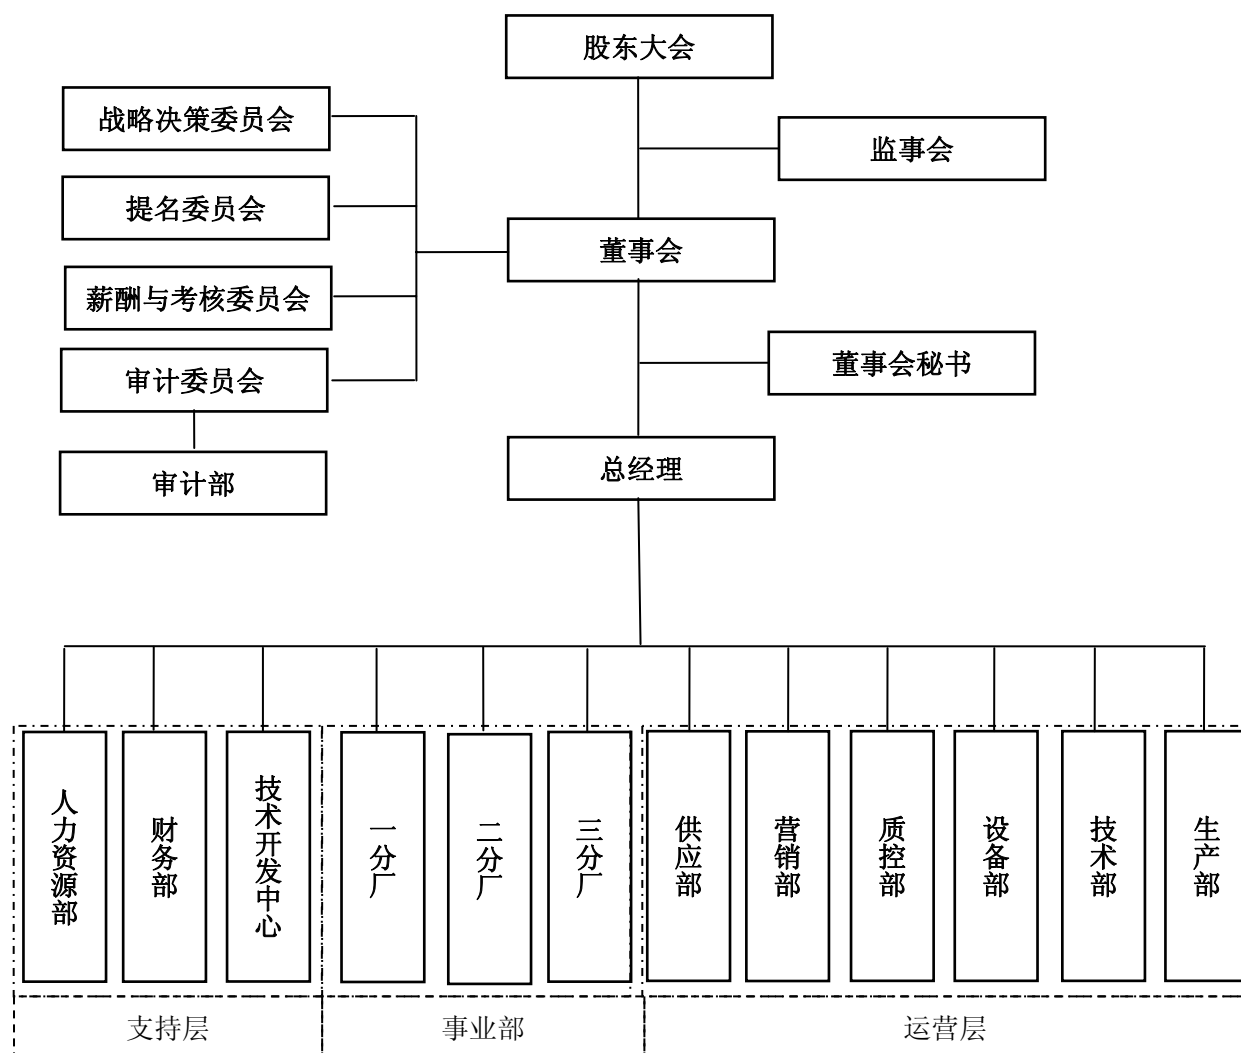 股东大会
战略决策委员会
监事会
提名委员会
董事会
薪酬与考核委员会
董事会秘书
审计委员会
总经理
审计部
人力资源部
财务部
技术开发中心
一分厂
二分厂
三分厂
供应部
营销部
质控部
设备部
技术部
生产部
支持层
事业部
运营层